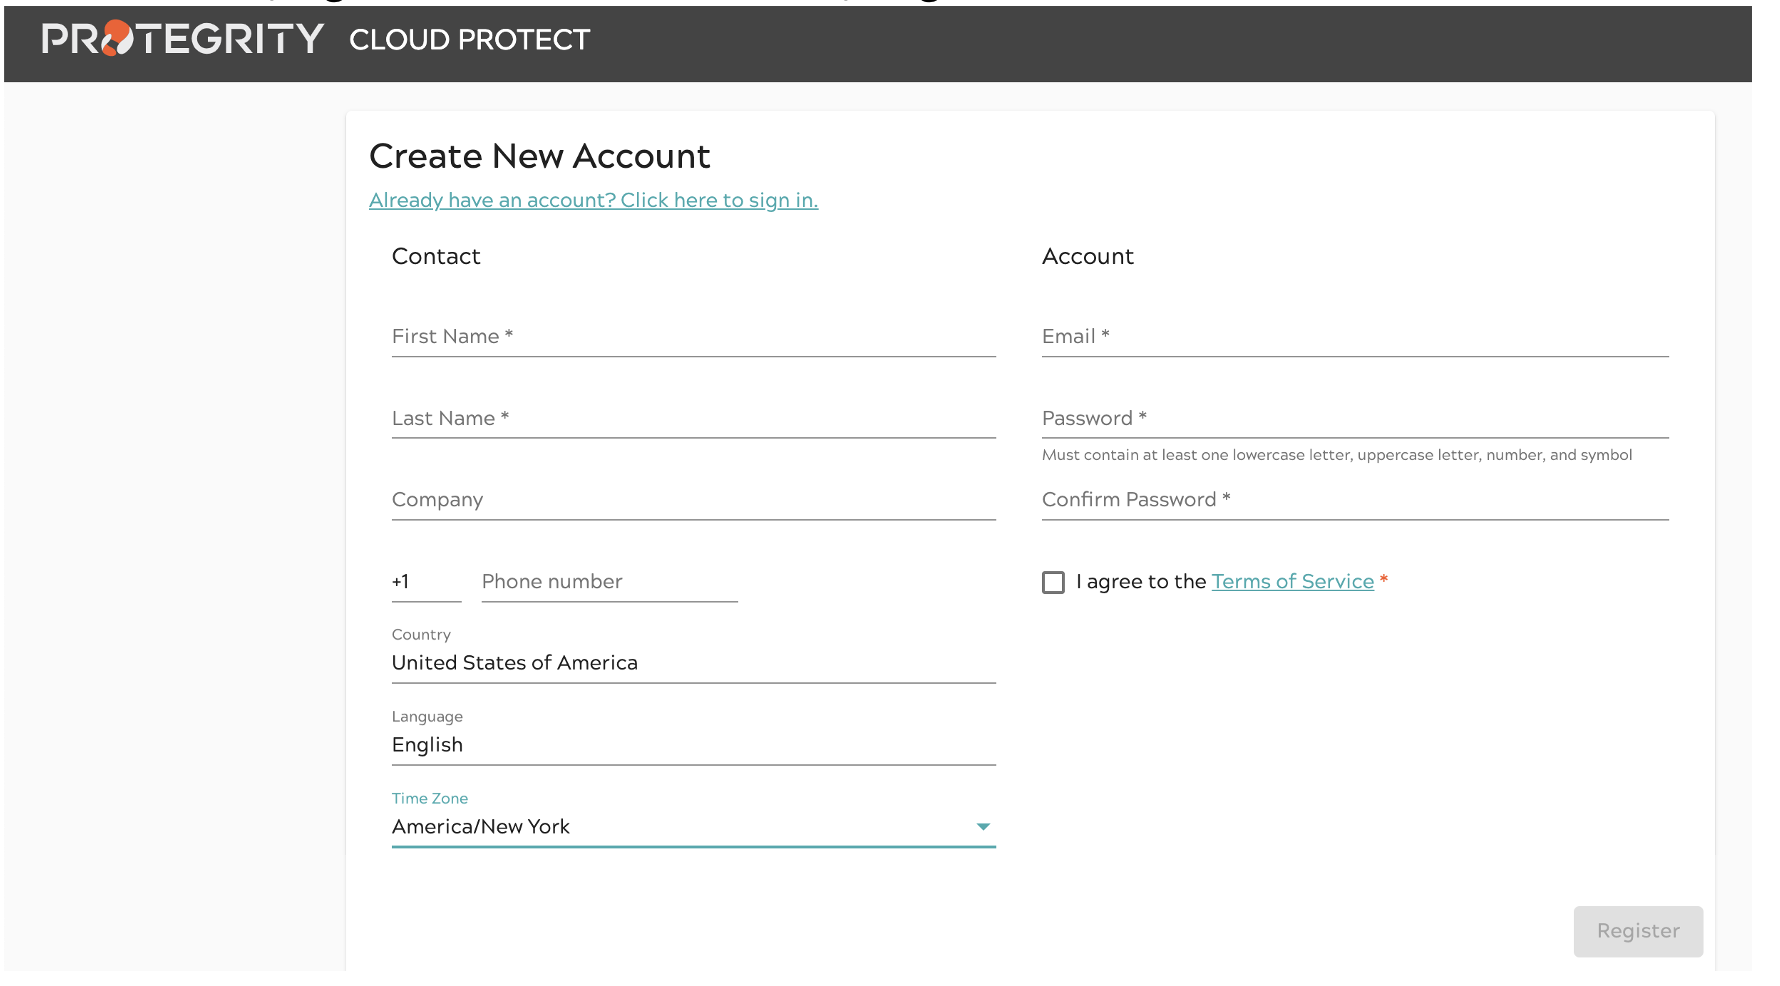 PROTEGRITY CLOUD PROTECT
Create New Account
Already have an account? Click here to sign in.
Contact
First Name *
Last Name *
Company
+1 Phone number
Country
United States of America
Language
English
Time Zone
America/New York
Account
Email *
Password *
Must contain at least one lowercase letter, uppercase letter, number, and symbol
Confirm Password *
I agree to the Terms of Service *
Register